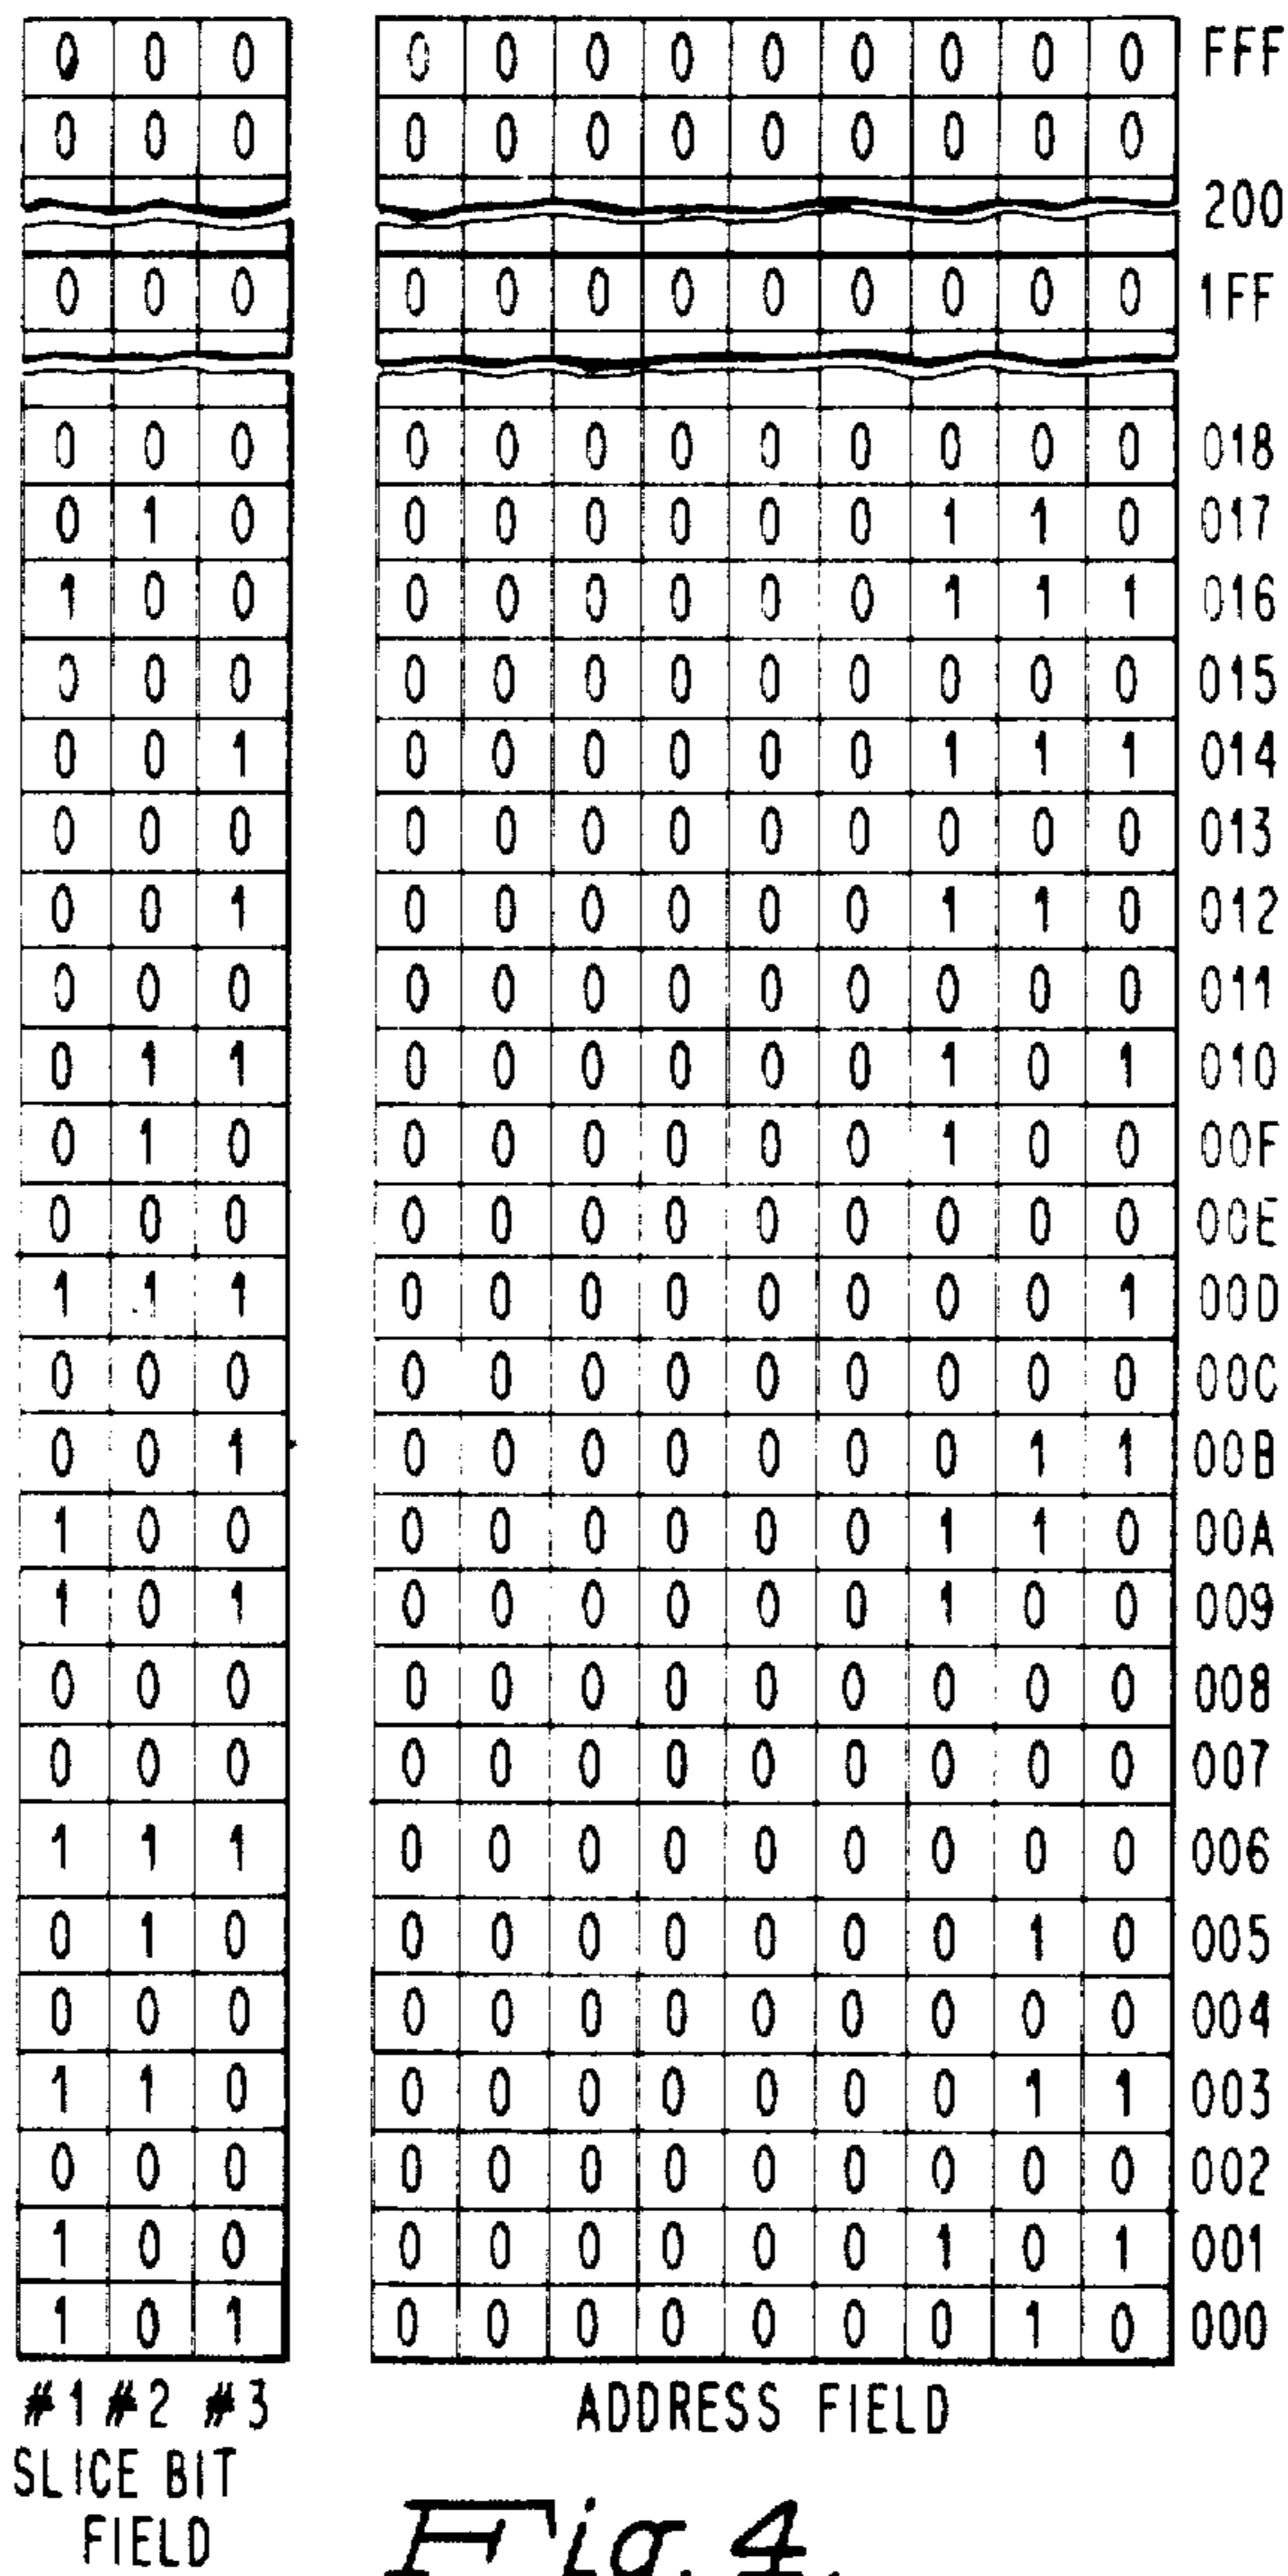 0 0 0 0 0 0 0 0 0 0 0 0 FFF
0 0 0 0 0 0 0 0 0 0 0 0
200
0 0 0 0 0 0 0 0 0 0 0 0 1FF
0 0 0 0 0 0 0 0 0 0 0 0 018
0 1 0 0 0 0 0 0 0 1 1 0 017
1 0 0 0 0 0 0 0 0 1 1 1 016
0 0 0 0 0 0 0 0 0 0 0 0 015
0 0 1 0 0 0 0 0 0 1 1 1 014
0 0 0 0 0 0 0 0 0 0 0 0 013
0 0 1 0 0 0 0 0 0 1 1 0 012
0 0 0 0 0 0 0 0 0 0 0 0 011
0 1 1 0 0 0 0 0 0 1 0 1 010
0 1 0 0 0 0 0 0 0 1 0 0 00F
0 0 0 0 0 0 0 0 0 0 0 0 00E
1 1 1 0 0 0 0 0 0 0 0 1 00D
0 0 0 0 0 0 0 0 0 0 0 0 00C
0 0 1 0 0 0 0 0 0 0 1 1 00B
1 0 0 0 0 0 0 0 0 1 1 0 00A
1 0 1 0 0 0 0 0 0 1 0 0 009
0 0 0 0 0 0 0 0 0 0 0 0 008
0 0 0 0 0 0 0 0 0 0 0 0 007
1 1 1 0 0 0 0 0 0 0 0 0 006
0 1 0 0 0 0 0 0 0 0 1 0 005
0 0 0 0 0 0 0 0 0 0 0 0 004
1 1 0 0 0 0 0 0 0 0 1 1 003
0 0 0 0 0 0 0 0 0 0 0 0 002
1 0 0 0 0 0 0 0 0 1 0 1 001
1 0 1 0 0 0 0 0 0 0 1 0 000
#1 #2 #3 ADDRESS FIELD
SLICE BIT
FIELD
Fig. 4.